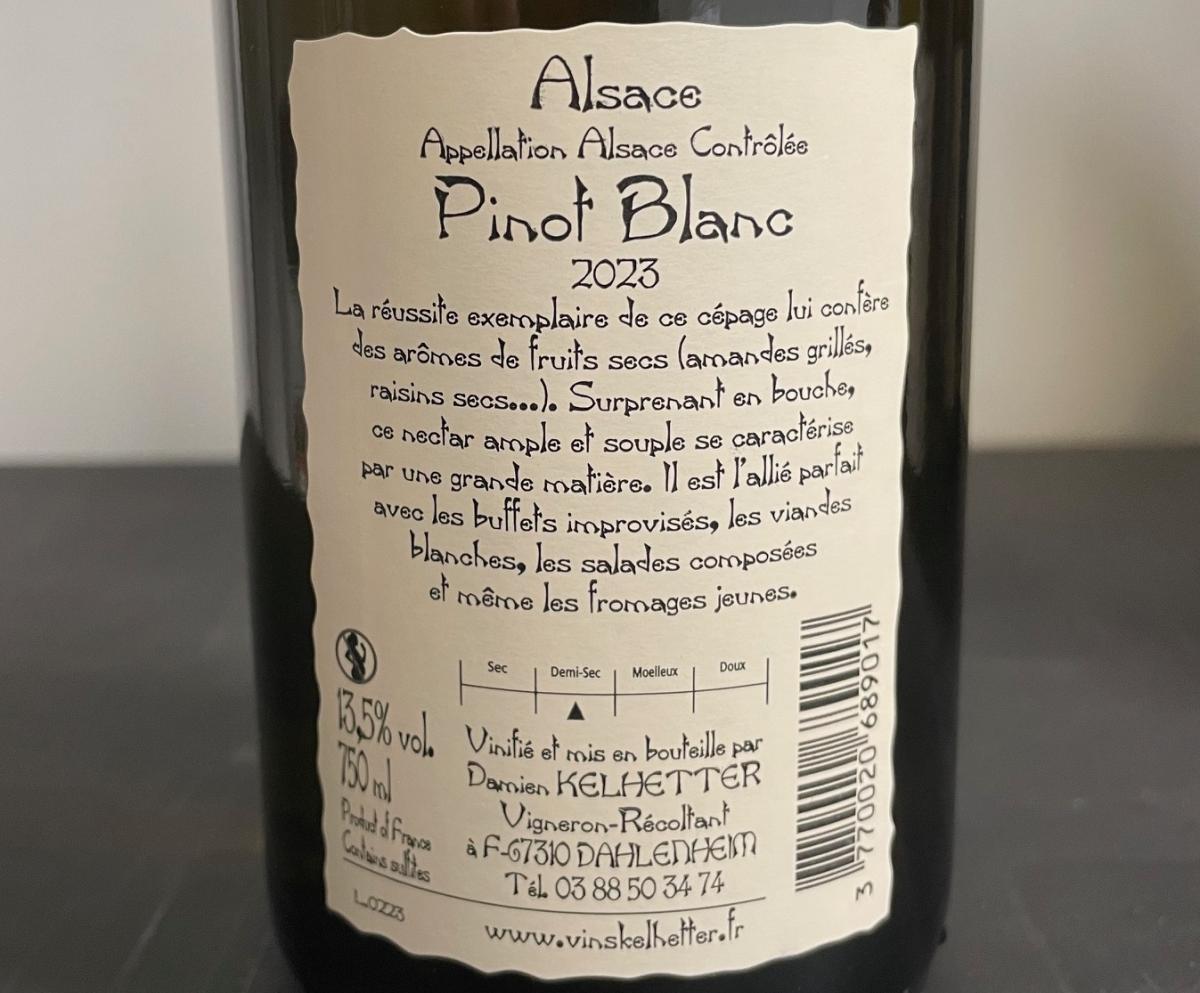 Alsace
Appellation Alsace Contrôlée
Pinot Blanc
2023
La réussite exemplaire de ce cépage lui confère
des arômes de fruits secs (amandes grillés,
raisins secs...). Surprenant en bouche,
ce nectar ample et souple se caractérise
par une grande matière. Il est l'allié parfait
avec les buffets improvisés, les viandes
blanches, les salades composées
et même les fromages jeunes.
Sec Demi-Sec Moelleux Doux
13,5% vol.
750 ml
Product of France
Contains sulfites
L.0223
Vinifié et mis en bouteille par
Damien KELHETTER
Vigneron-Récoltant
à F-67310 DAHLENHEIM
Tél. 03 88 50 34 74
www.vinskelhetter.fr
3 770020 689017